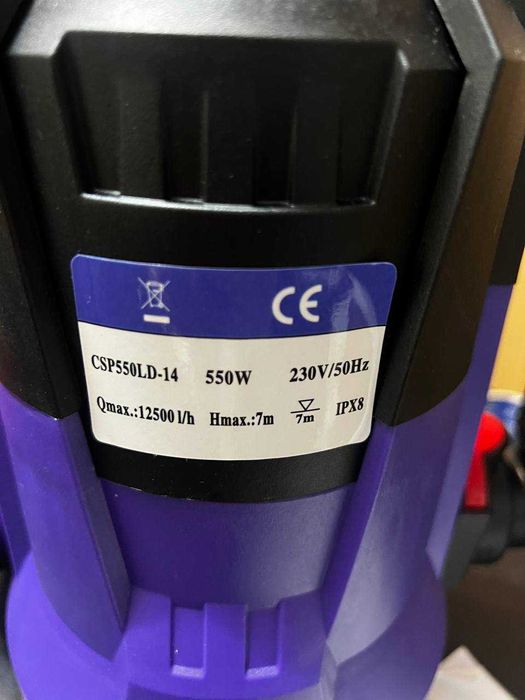 CE
CSP550LD-14 550W 230V/50Hz
Qmax.:12500 l/h Hmax.:7m 7m IPX8